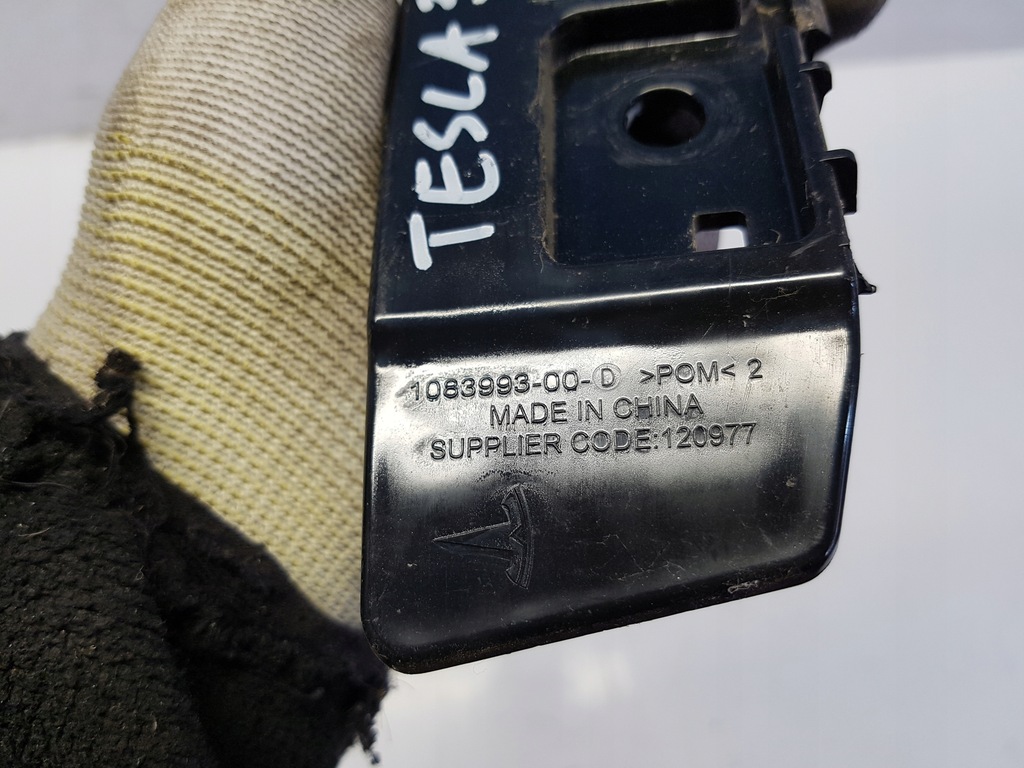 TESLA
1083993-00-D >POM< 2
MADE IN CHINA
SUPPLIER CODE:120977